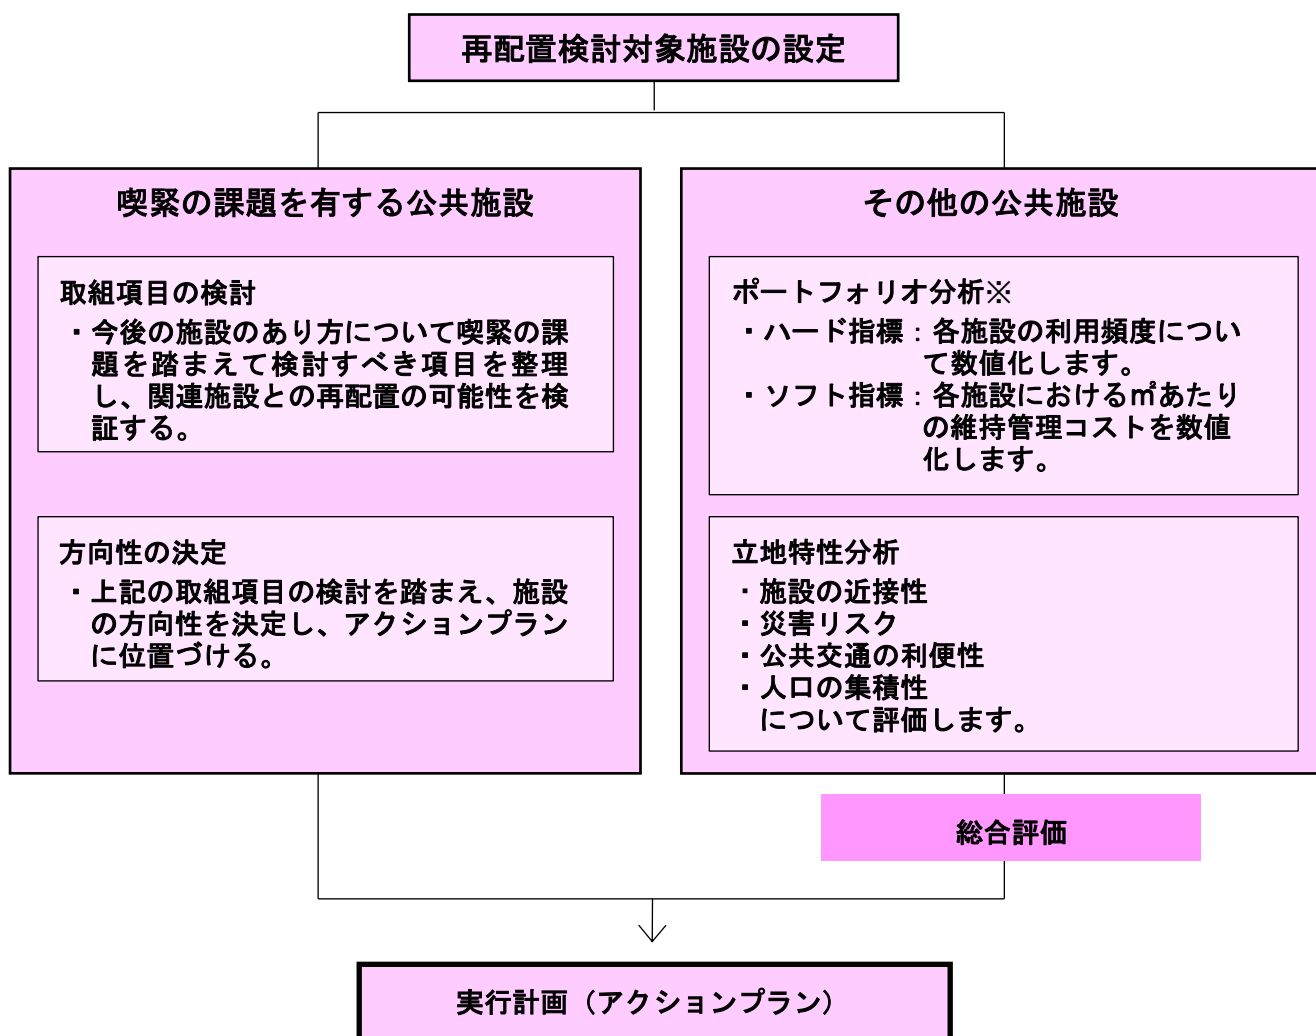 再配置検討対象施設の設定
喫緊の課題を有する公共施設
取組項目の検討
・今後の施設のあり方について喫緊の課
題を踏まえて検討すべき項目を整理
し、関連施設との再配置の可能性を検
証する。
方向性の決定
・上記の取組項目の検討を踏まえ、施設
の方向性を決定し、アクションプラン
に位置づける。
その他の公共施設
ポートフォリオ分析※
・ハード指標：各施設の利用頻度につい
て数値化します。
・ソフト指標：各施設における㎡あたり
の維持管理コストを数値
化します。
立地特性分析
・施設の近接性
・災害リスク
・公共交通の利便性
・人口の集積性
について評価します。
総合評価
実行計画（アクションプラン）